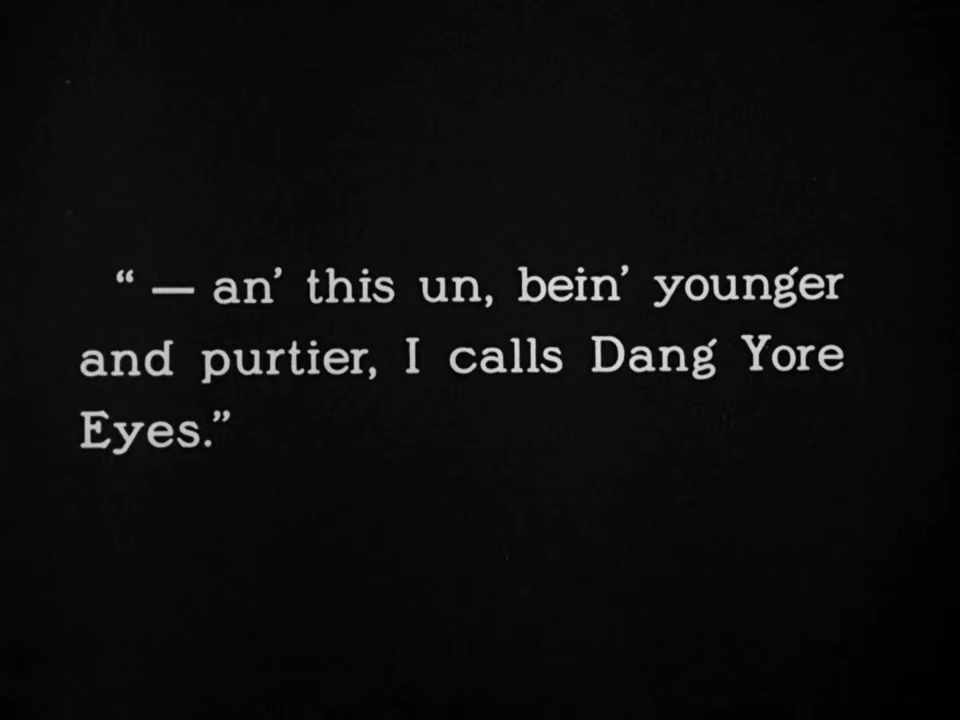 “ — an’ this un, bein’ younger
and purtier, I calls Dang Yore
Eyes.”